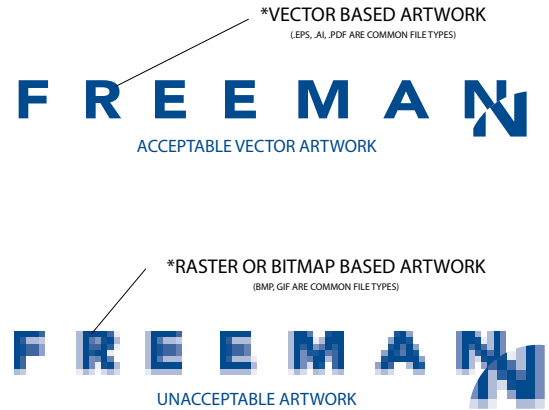 *VECTOR BASED ARTWORK
(.EPS, .AI, .PDF ARE COMMON FILE TYPES)
FREEMAN
ACCEPTABLE VECTOR ARTWORK
*RASTER OR BITMAP BASED ARTWORK
(BMP, GIF ARE COMMON FILE TYPES)
FREEMAN
UNACCEPTABLE ARTWORK